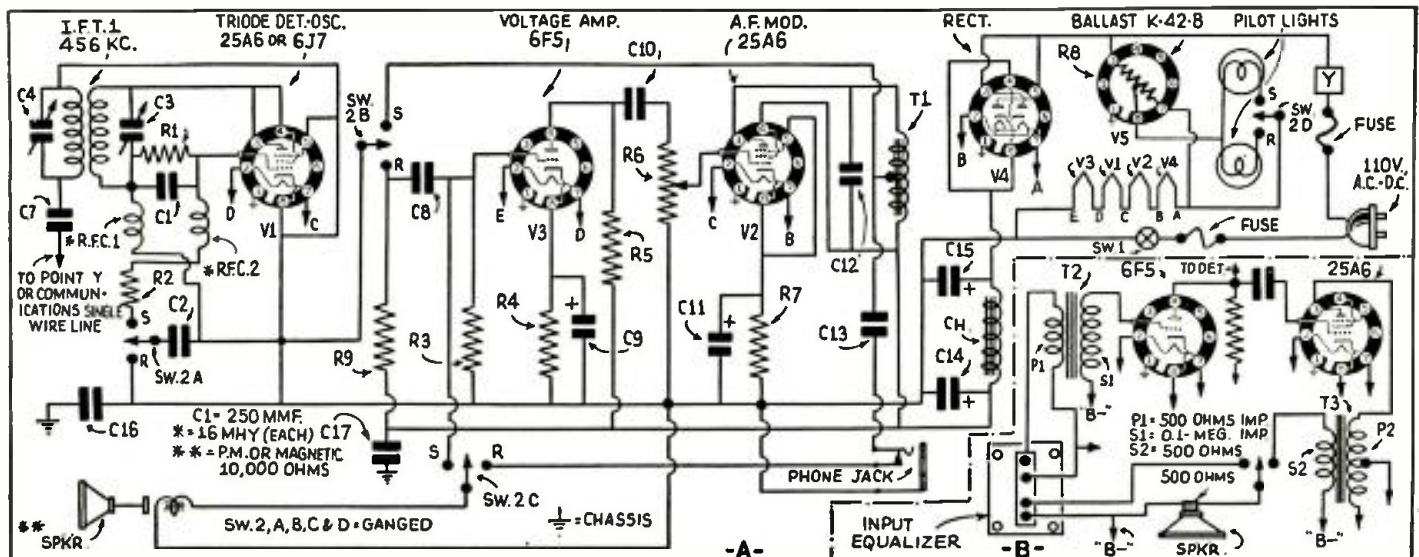 I.F.T.1
456 KC.
TRIODE DET.-OSC.
25A6 OR 6J7
VOLTAGE AMP.
6F5
A.F. MOD.
25A6
RECT.
BALLAST K-42-B
PILOT LIGHTS
C4
C3
R1
C1
C7
* R.F.C.1
* R.F.C.2
V1
D
C
TO POINT Y
OR COMMUN-
ICATIONS SINGLE
WIRE LINE
R2
C2
S
R
SW.2A
C16
SW.
2B
S
R
C8
R9
R3
E
D
V3
R4
C9
C10
R6
R5
C
B
V2
C11
R7
C12
T1
C13
B
V4
A
R8
V5
S
SW
2D
R
Y
FUSE
110V.,
A.C.-D.C.
V3
V1
V2
V4
E
D
C
B
A
FUSE
SW.1
C15
CH.
C14
C1 = 250 MMF.
* = 16 MHY (EACH)
** = P.M. OR MAGNETIC
10,000 OHMS
C17
S
R
SW.2C
PHONE JACK
** SPKR.
SW.2, A, B, C & D = GANGED
= CHASSIS
-A-
T2
6F5
TO DET.
25A6
P1
S1
"B-"
P1 = 500 OHMS IMP.
S1 = 0.1-MEG. IMP.
S2 = 500 OHMS
500 OHMS
T3
P2
S2
"B-"
INPUT
EQUALIZER
-B-
"B-"
SPKR.